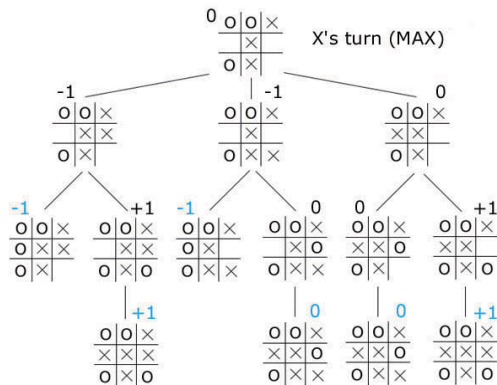 0 O O ×
X's turn (MAX)
×
O ×
-1 -1 0
O O × O O × O O ×
× × × × ×
O × O × × O ×
-1 +1 -1 0 0 +1
O O × O O × O O × O O × O O × O O ×
O × × × × O × × O × × O × ×
O × O × O O × × O × × O × O × O
+1 0 0 +1
O O × O O × O O × O O ×
× × × × × O × × O × × ×
O × O O × × O × × O × O